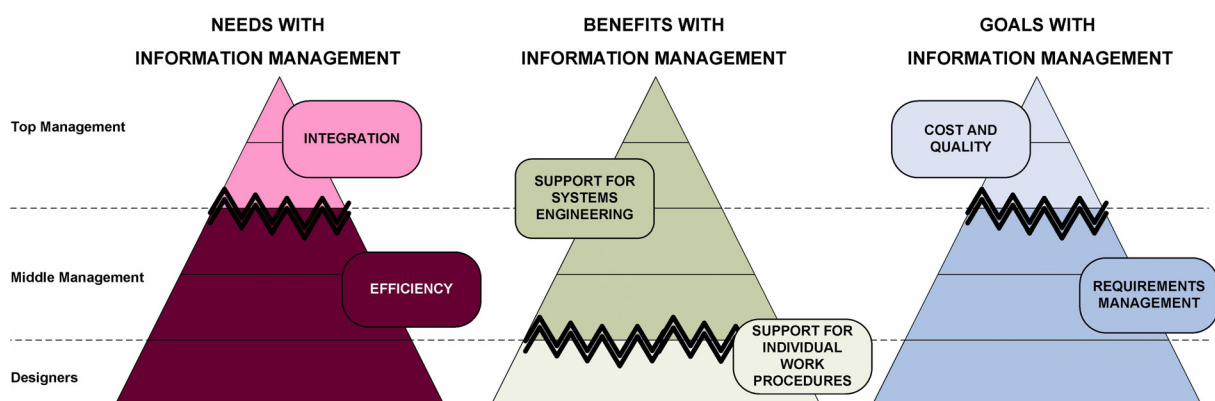 NEEDS WITH
INFORMATION MANAGEMENT
BENEFITS WITH
INFORMATION MANAGEMENT
GOALS WITH
INFORMATION MANAGEMENT
Top Management
INTEGRATION
COST AND
QUALITY
SUPPORT FOR
SYSTEMS
ENGINEERING
Middle Management
EFFICIENCY
REQUIREMENTS
MANAGEMENT
SUPPORT FOR
INDIVIDUAL
WORK
PROCEDURES
Designers